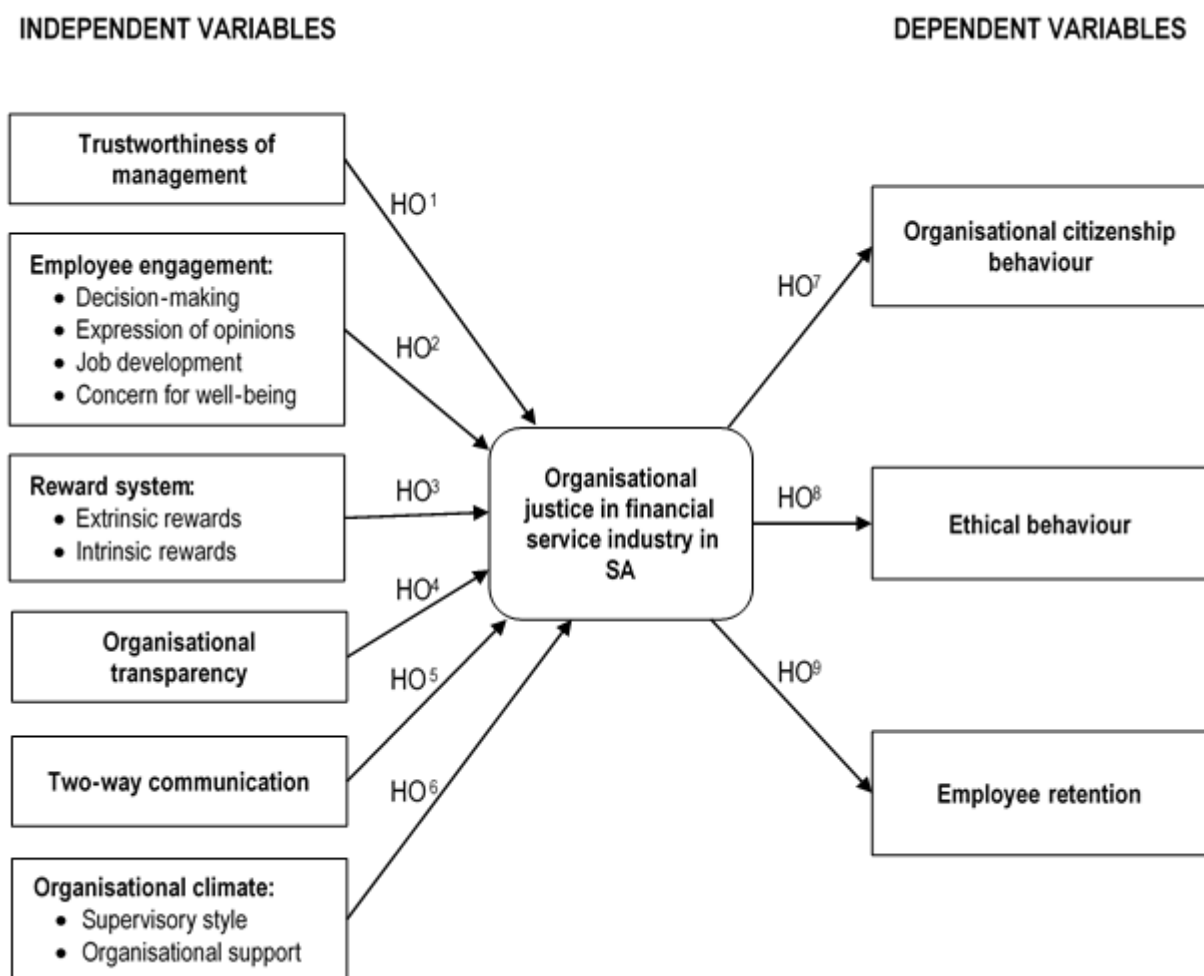 INDEPENDENT VARIABLES
DEPENDENT VARIABLES
Trustworthiness of
management
HO¹
Employee engagement:
• Decision-making
• Expression of opinions
• Job development
• Concern for well-being
HO²
Reward system:
• Extrinsic rewards
• Intrinsic rewards
HO³
Organisational
transparency
HO⁴
Two-way communication
HO⁵
Organisational climate:
• Supervisory style
• Organisational support
HO⁶
Organisational
justice in financial
service industry in
SA
HO⁷
Organisational citizenship
behaviour
HO⁸
Ethical behaviour
HO⁹
Employee retention